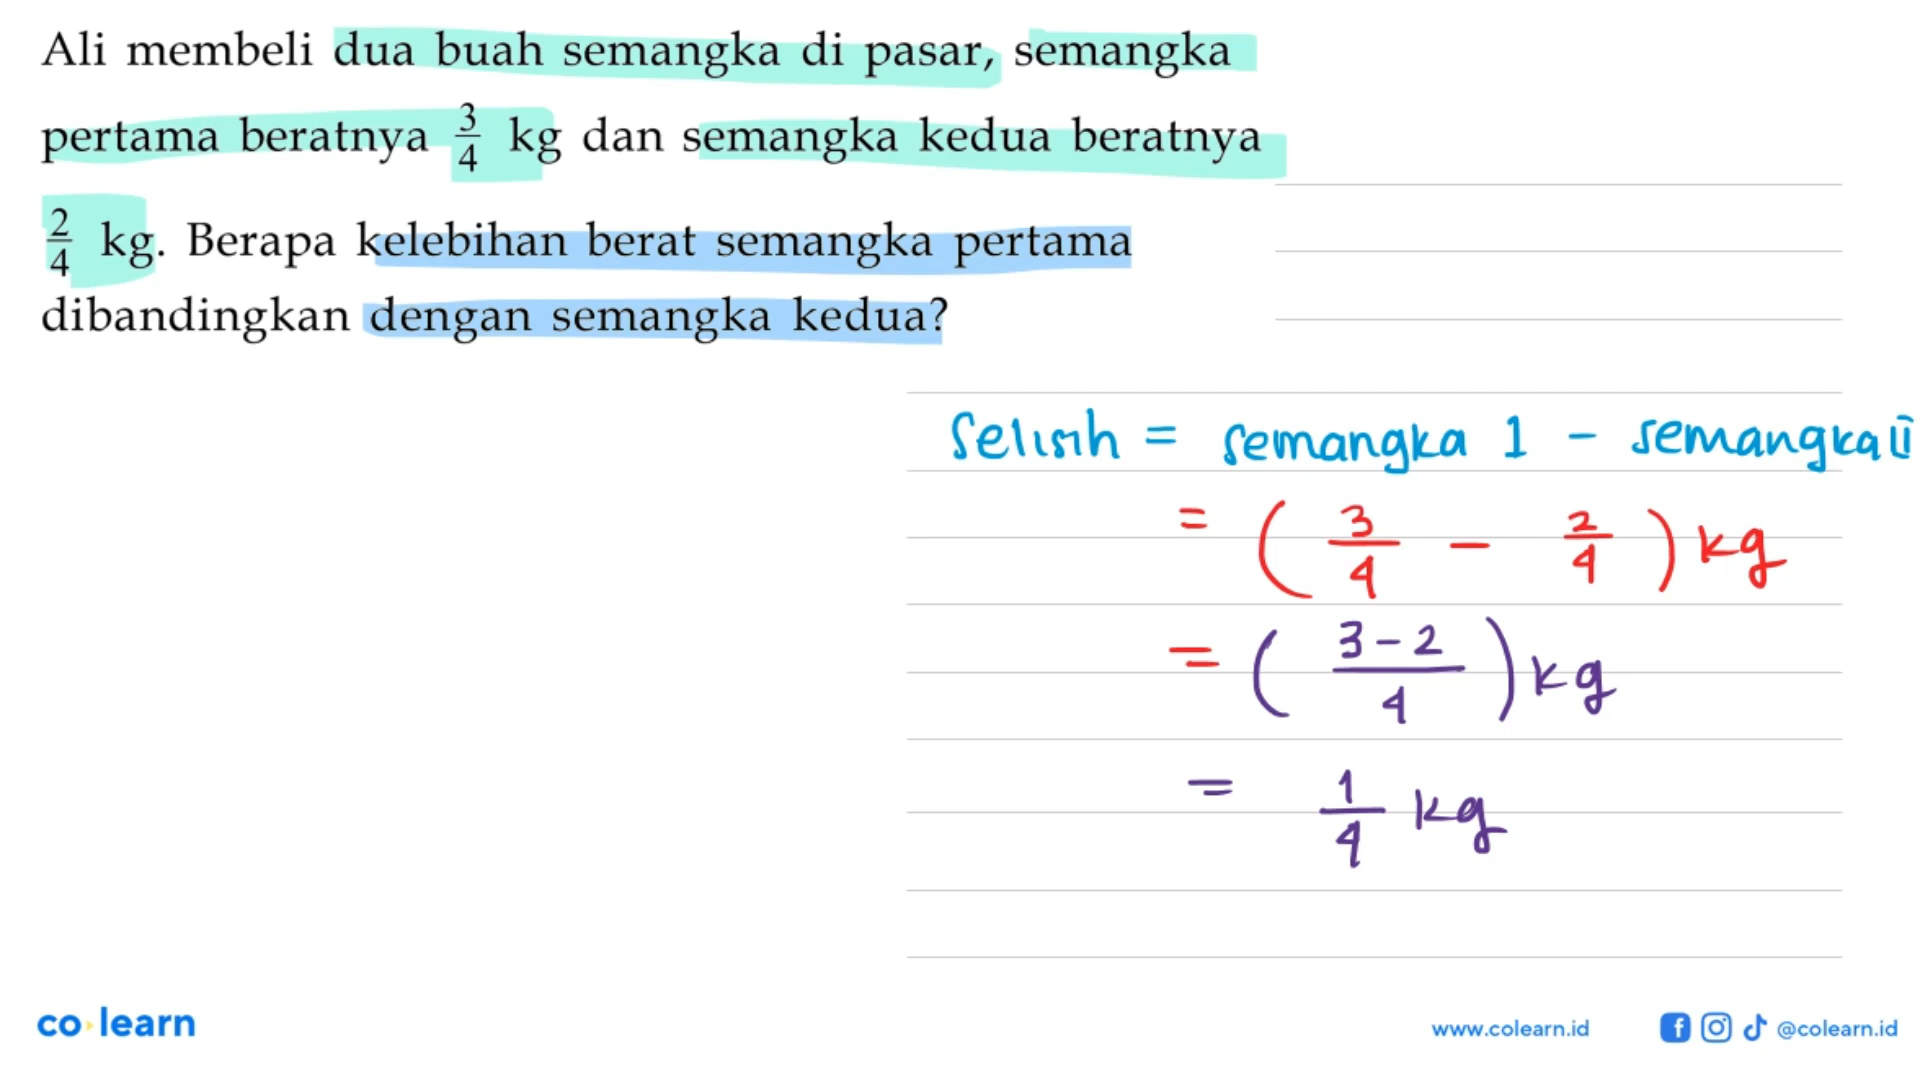 Ali membeli dua buah semangka di pasar, semangka
pertama beratnya 3/4 kg dan semangka kedua beratnya
2/4 kg. Berapa kelebihan berat semangka pertama
dibandingkan dengan semangka kedua?
Selisih = semangka 1 - semangka ii
= ( 3/4 - 2/4 ) kg
= ( 3-2/4 ) kg
= 1/4 kg
co learn
www.colearn.id @colearn.id